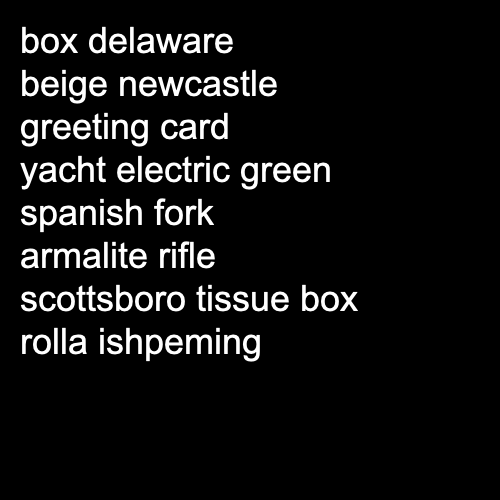 box delaware
beige newcastle
greeting card
yacht electric green
spanish fork
armalite rifle
scottsboro tissue box
rolla ishpeming